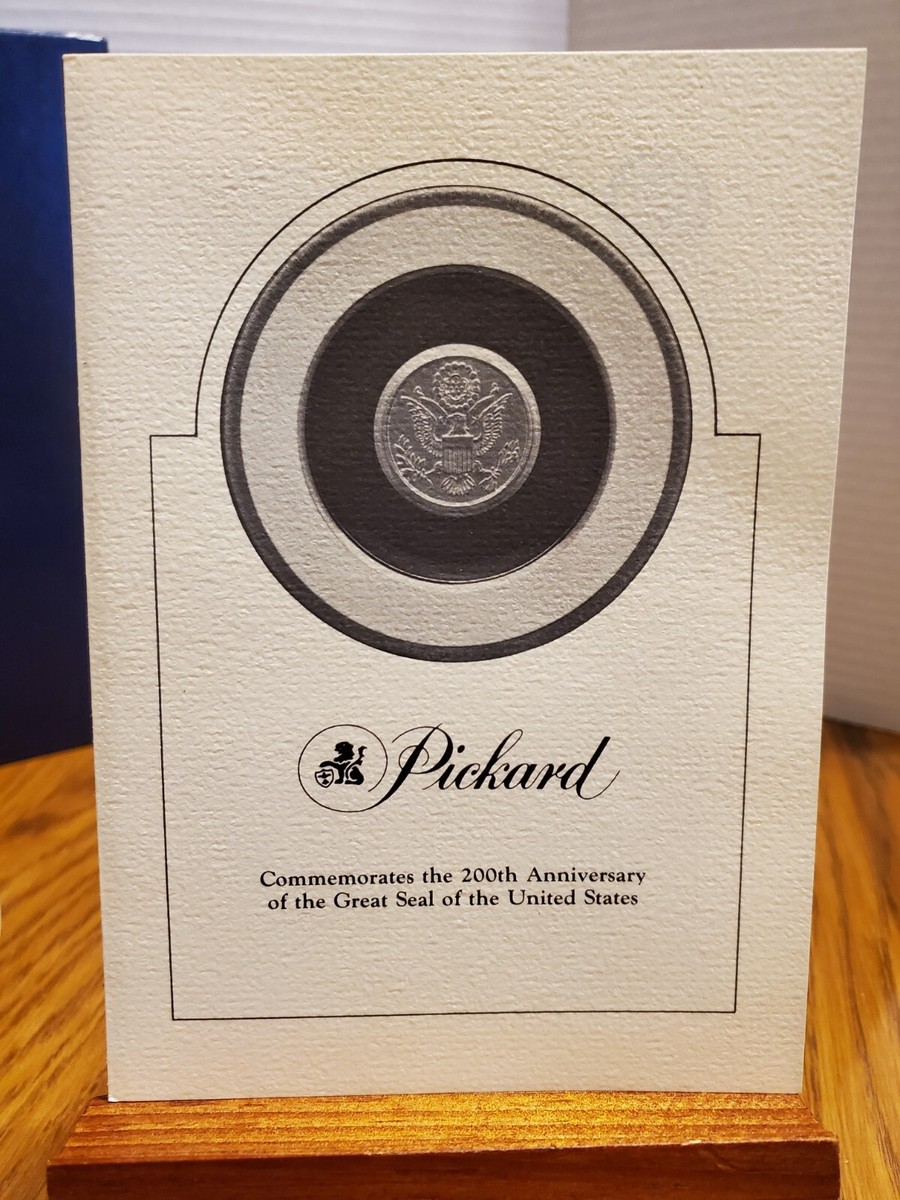 Pickard
Commemorates the 200th Anniversary
of the Great Seal of the United States